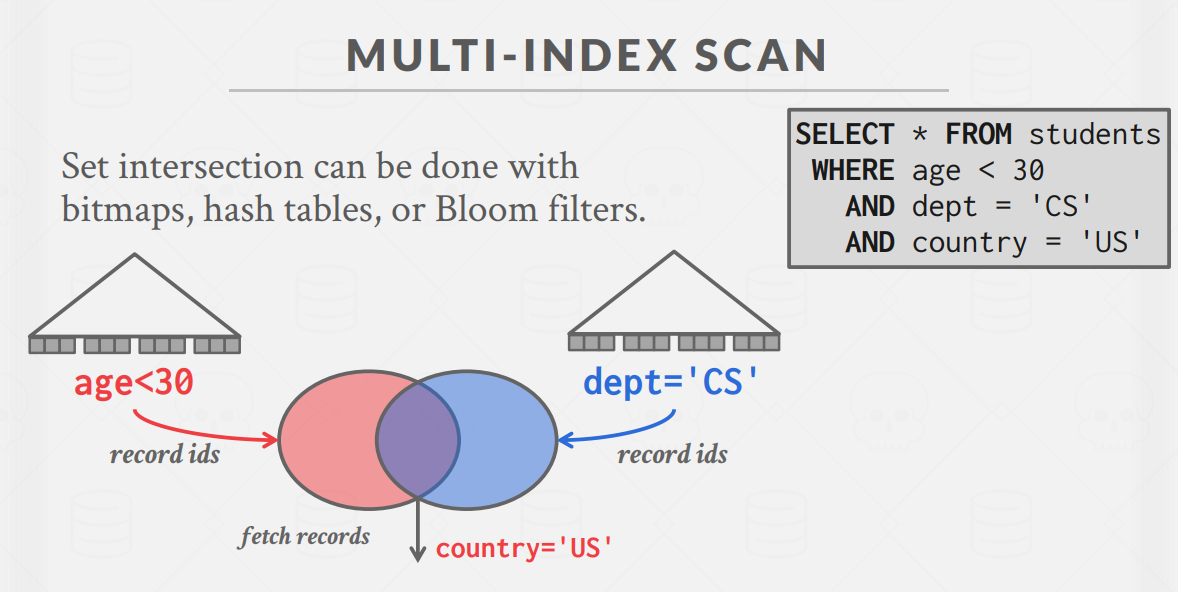 MULTI-INDEX SCAN
Set intersection can be done with
bitmaps, hash tables, or Bloom filters.
SELECT * FROM students
WHERE age < 30
AND dept = 'CS'
AND country = 'US'
age<30
record ids
dept='CS'
record ids
fetch records
country='US'